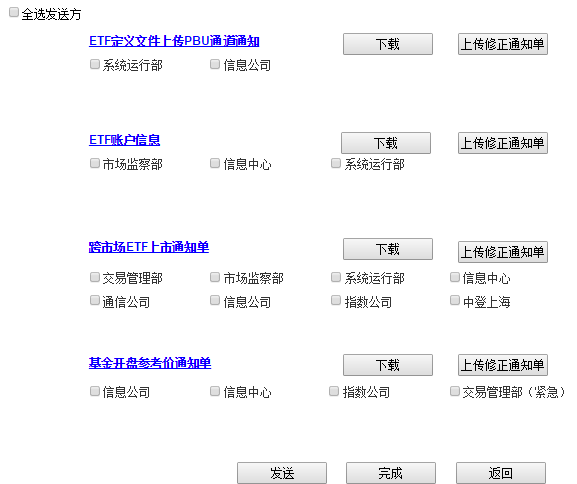 全选发送方
ETF定义文件上传PBU通道通知 下载 上传修正通知单
系统运行部 信息公司
ETF账户信息 下载 上传修正通知单
市场监察部 信息中心 系统运行部
跨市场ETF上市通知单 下载 上传修正通知单
交易管理部 市场监察部 系统运行部 信息中心
通信公司 信息公司 指数公司 中登上海
基金开盘参考价通知单 下载 上传修正通知单
信息公司 信息中心 指数公司 交易管理部（紧急）
发送 完成 返回